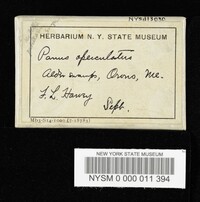 HERBARIUM N. Y. STATE MUSEUM
Panus operculatus
Alder swamp, Orono, Me.
F. L. Harvey Sept.
NEW YORK STATE MUSEUM
NYSM 0 000 011 394